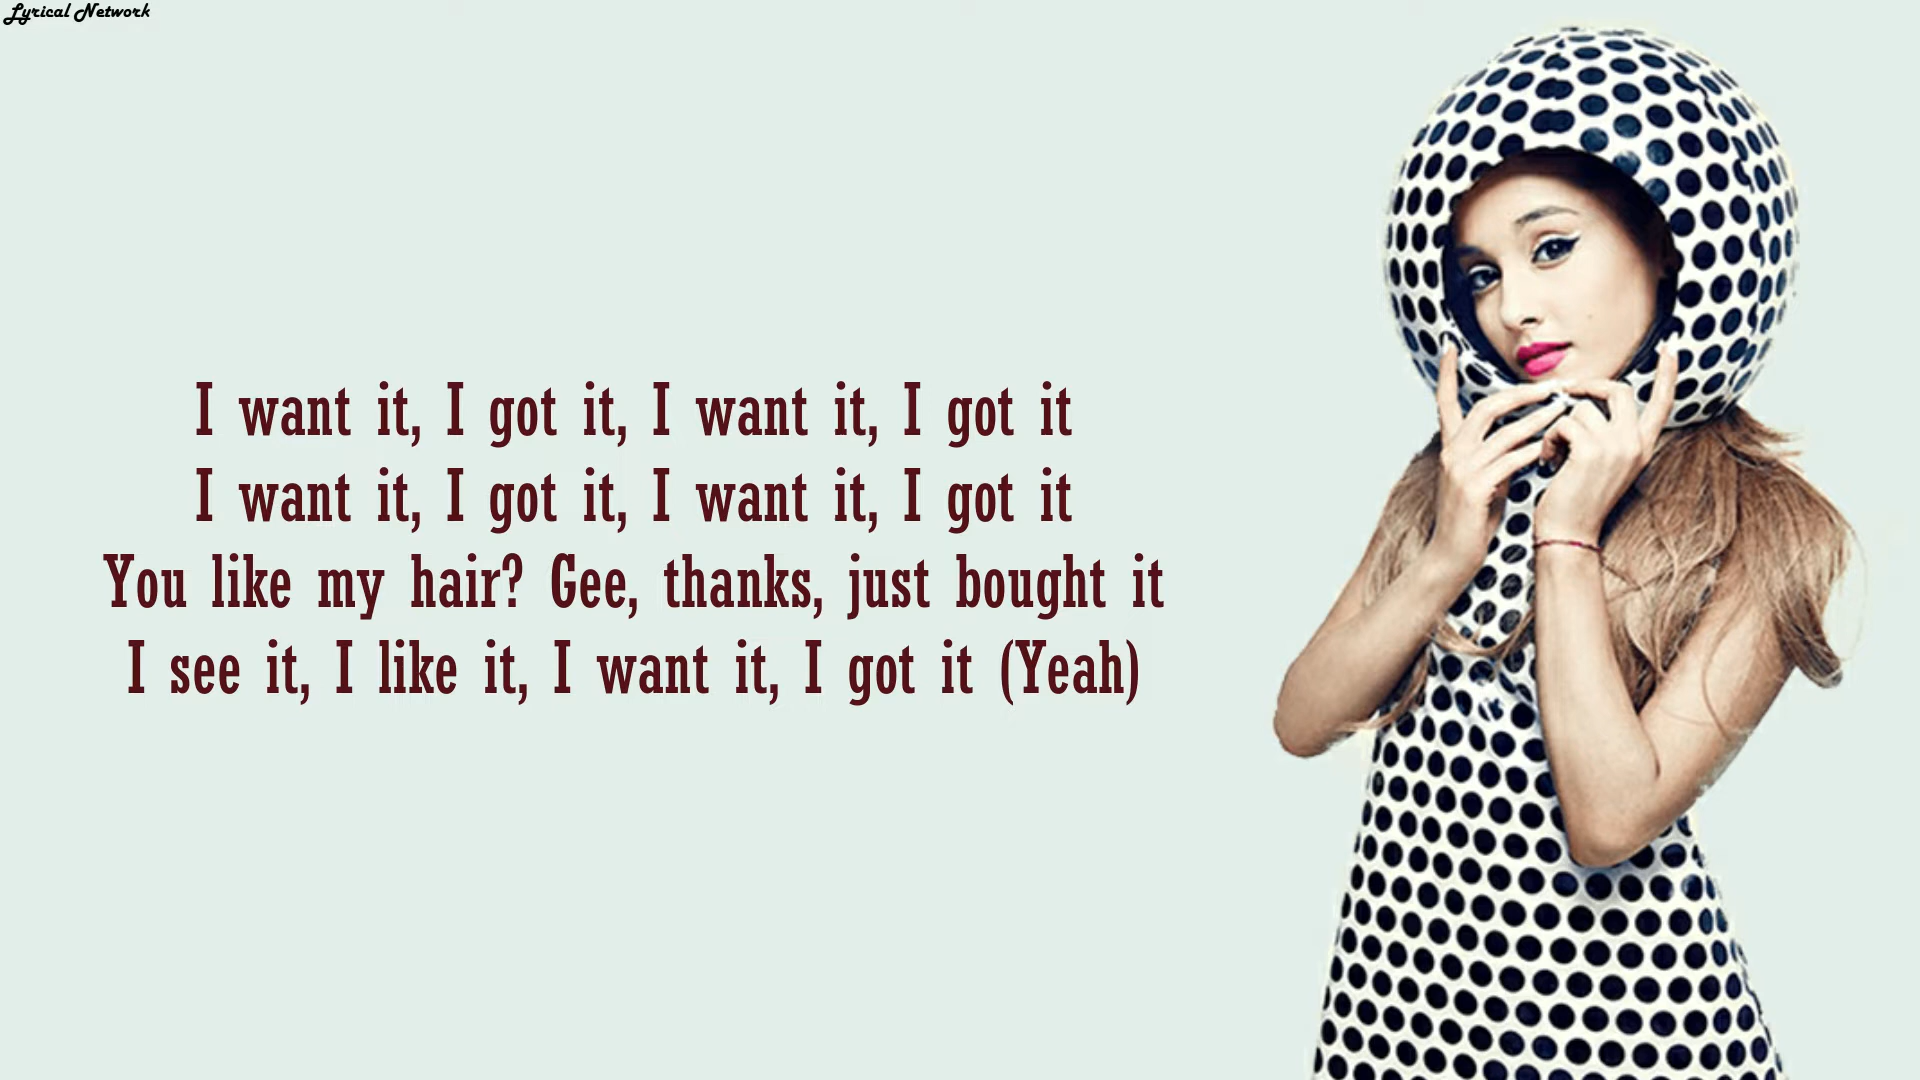 Lyrical Network
I want it, I got it, I want it, I got it
I want it, I got it, I want it, I got it
You like my hair? Gee, thanks, just bought it
I see it, I like it, I want it, I got it (Yeah)